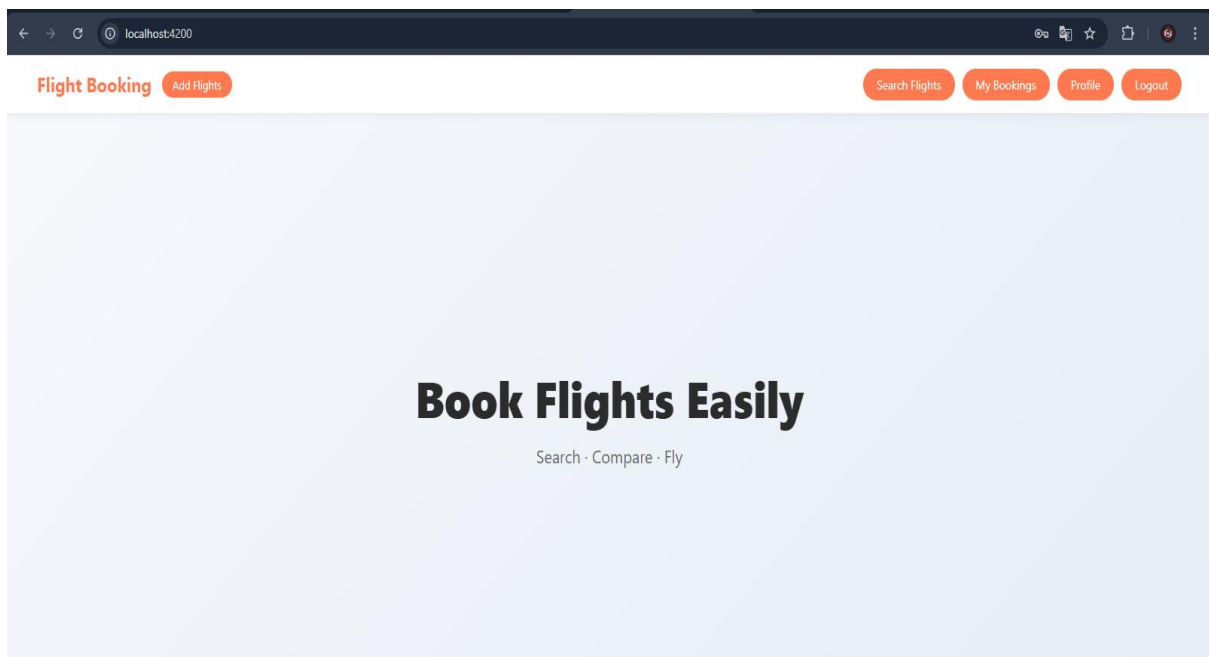 localhost:4200
Flight Booking Add Flights Search Flights My Bookings Profile Logout
Book Flights Easily
Search · Compare · Fly